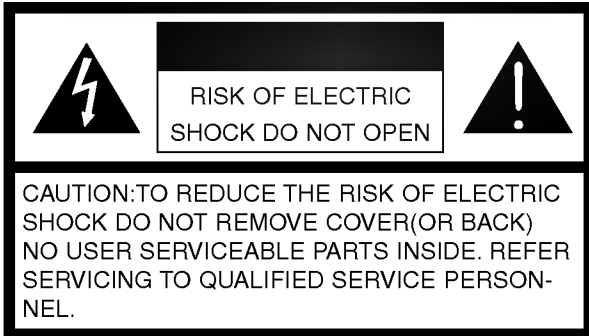 RISK OF ELECTRIC
SHOCK DO NOT OPEN
CAUTION:TO REDUCE THE RISK OF ELECTRIC
SHOCK DO NOT REMOVE COVER(OR BACK)
NO USER SERVICEABLE PARTS INSIDE. REFER
SERVICING TO QUALIFIED SERVICE PERSON-
NEL.